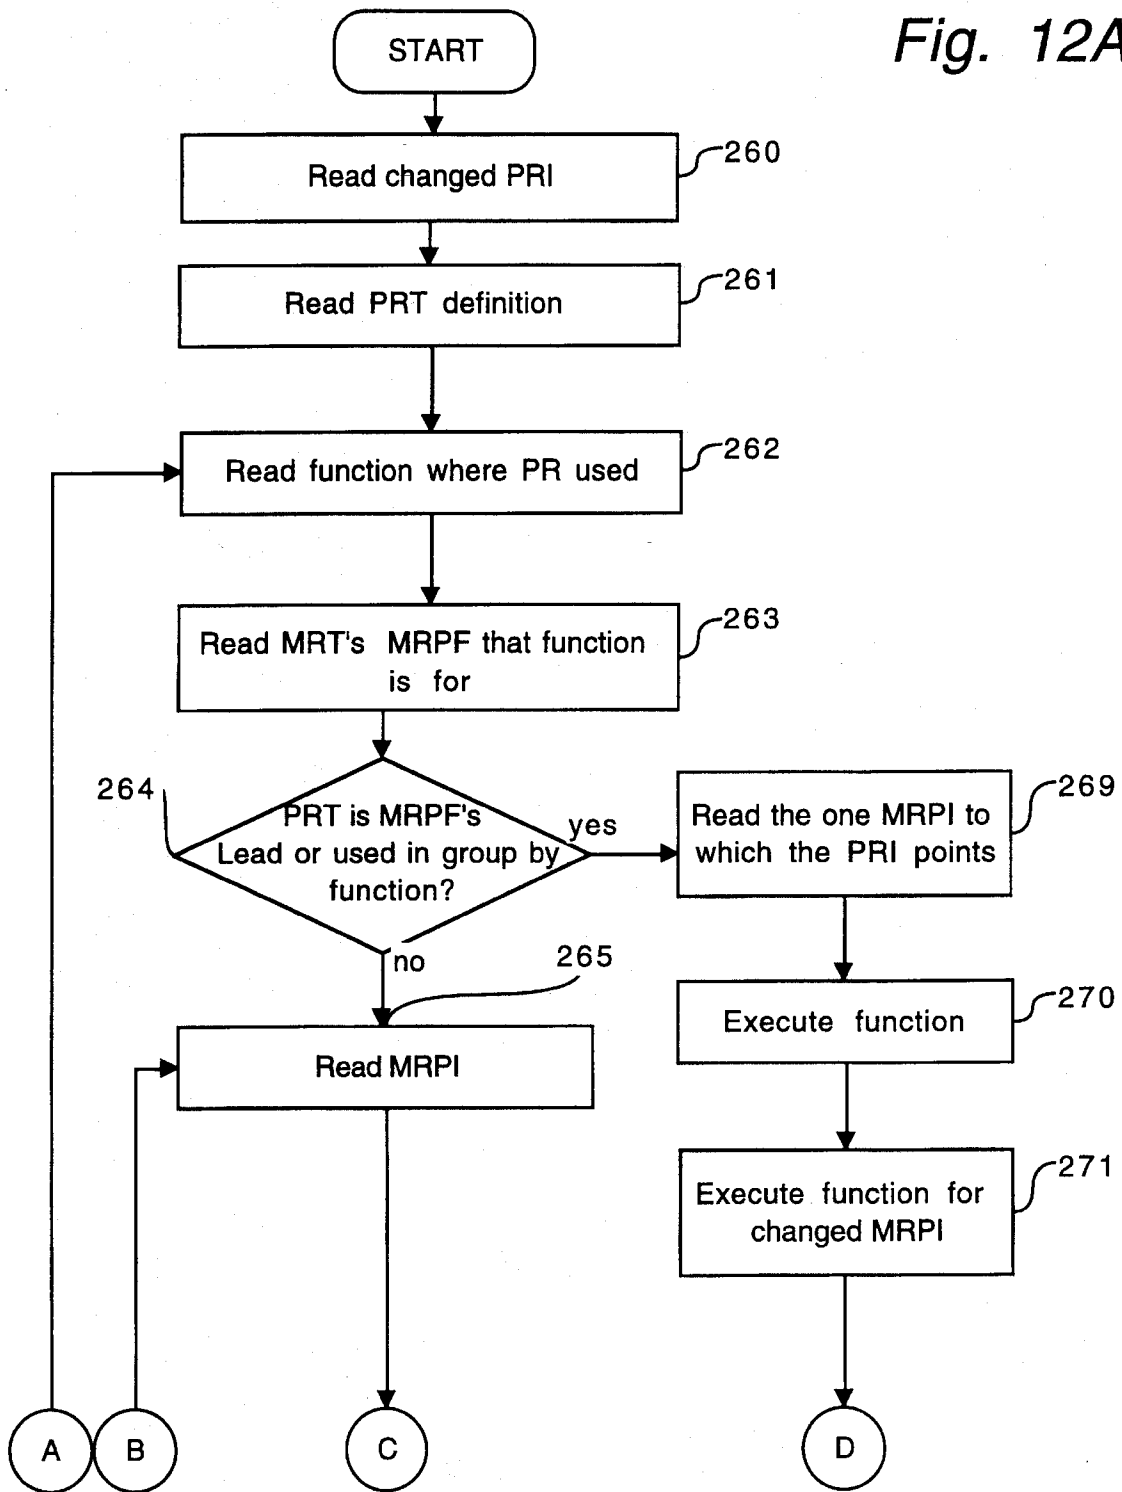 Fig. 12A
START
Read changed PRI
260
Read PRT definition
261
Read function where PR used
262
Read MRT's MRPF that function
is for
263
264
PRT is MRPF's
Lead or used in group by
function?
yes
no
Read the one MRPI to
which the PRI points
269
265
Read MRPI
Execute function
270
Execute function for
changed MRPI
271
A
B
C
D